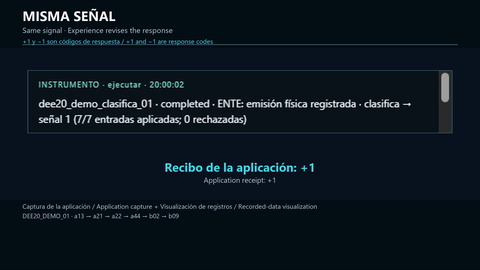 MISMA SEÑAL
Same signal · Experience revises the response
+1 y −1 son códigos de respuesta / +1 and −1 are response codes
INSTRUMENTO · ejecutar · 20:00:02
dee20_demo_clasifica_01 · completed · ENTE: emisión física registrada · clasifica →
señal 1 (7/7 entradas aplicadas; 0 rechazadas)
Recibo de la aplicación: +1
Application receipt: +1
Captura de la aplicación / Application capture + Visualización de registros / Recorded-data visualization
DEE20_DEMO_01 · a13 → a21 → a22 → a44 → b02 → b09